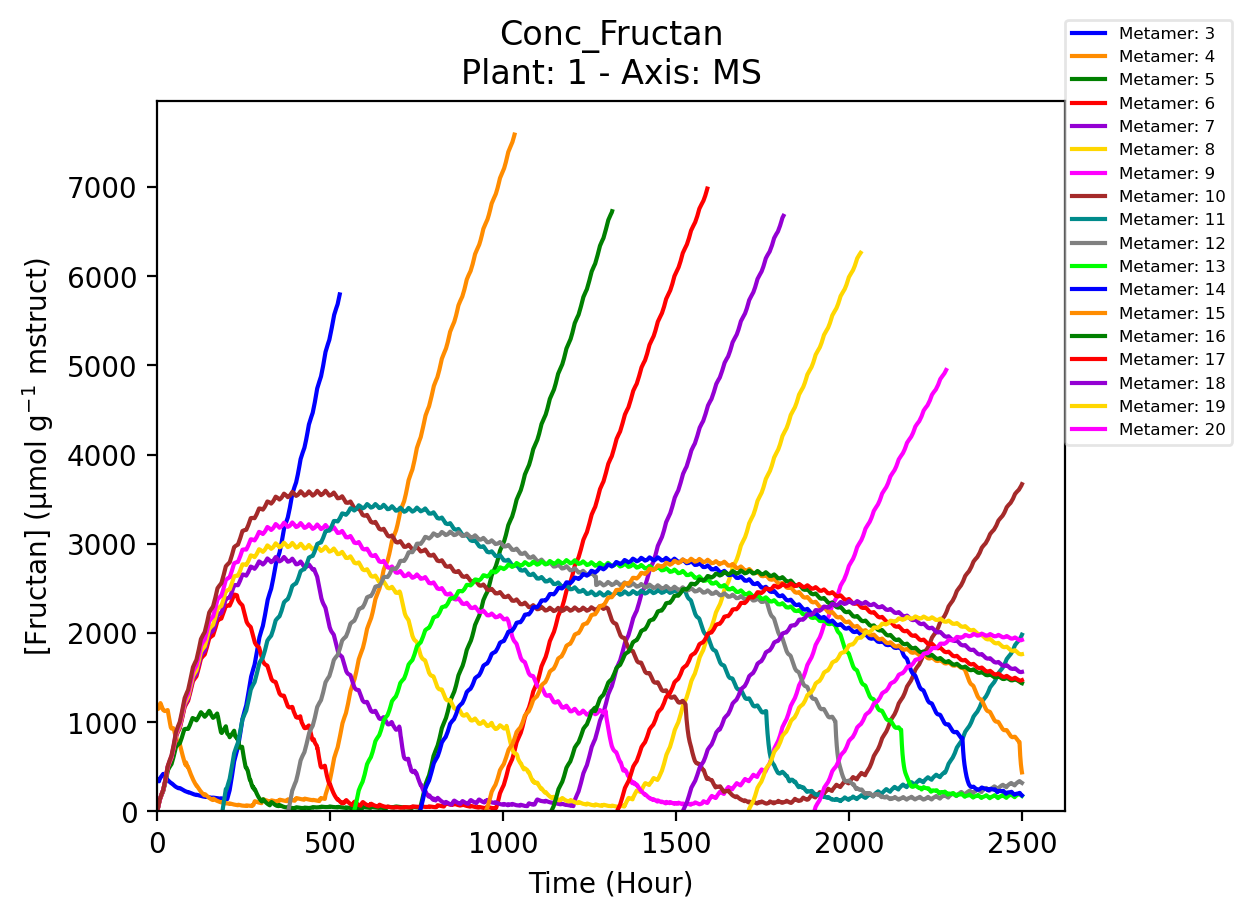 Conc_Fructan
Plant: 1 - Axis: MS
Metamer: 3
Metamer: 4
Metamer: 5
Metamer: 6
Metamer: 7
Metamer: 8
Metamer: 9
Metamer: 10
Metamer: 11
Metamer: 12
Metamer: 13
Metamer: 14
Metamer: 15
Metamer: 16
Metamer: 17
Metamer: 18
Metamer: 19
Metamer: 20
[Fructan] (µmol g⁻¹ mstruct)
7000
6000
5000
4000
3000
2000
1000
0
0 500 1000 1500 2000 2500
Time (Hour)